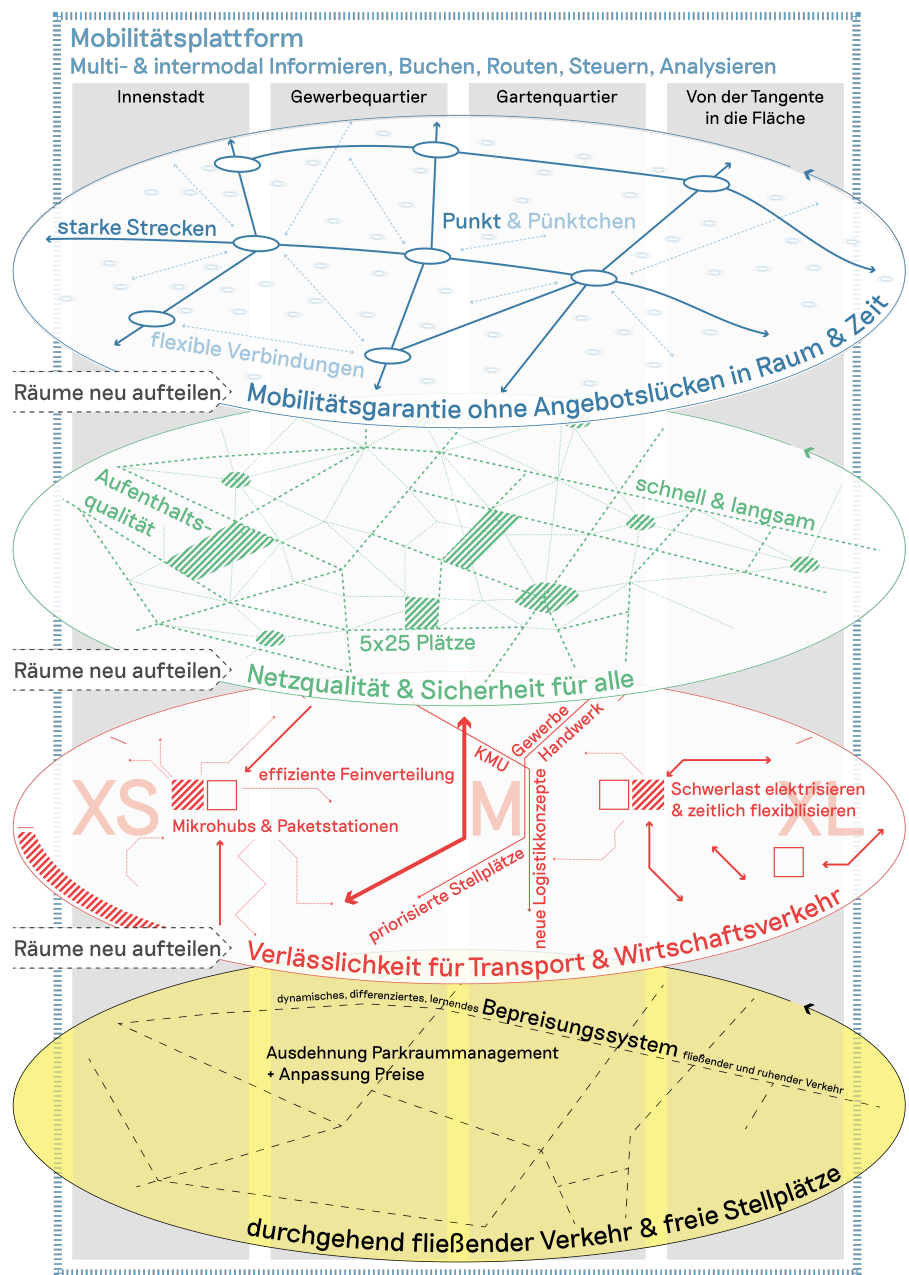 Mobilitätsplattform
Multi- & intermodal Informieren, Buchen, Routen, Steuern, Analysieren
Innenstadt
Gewerbequartier
Gartenquartier
Von der Tangente
in die Fläche
starke Strecken
Punkt & Pünktchen
flexible Verbindungen
Räume neu aufteilen
Mobilitätsgarantie ohne Angebotslücken in Raum & Zeit
Aufenthalts-
qualität
schnell & langsam
5x25 Plätze
Räume neu aufteilen
Netzqualität & Sicherheit für alle
KMU
Gewerbe
Handwerk
XS
M
XL
effiziente Feinverteilung
Mikrohubs & Paketstationen
Schwerlast elektrisieren
& zeitlich flexibilisieren
priorisierte Stellplätze
neue Logistikkonzepte
Räume neu aufteilen
Verlässlichkeit für Transport & Wirtschaftsverkehr
dynamisches, differenziertes, lernendes Bepreisungssystem fließender und ruhender Verkehr
Ausdehnung Parkraummanagement
+ Anpassung Preise
durchgehend fließender Verkehr & freie Stellplätze